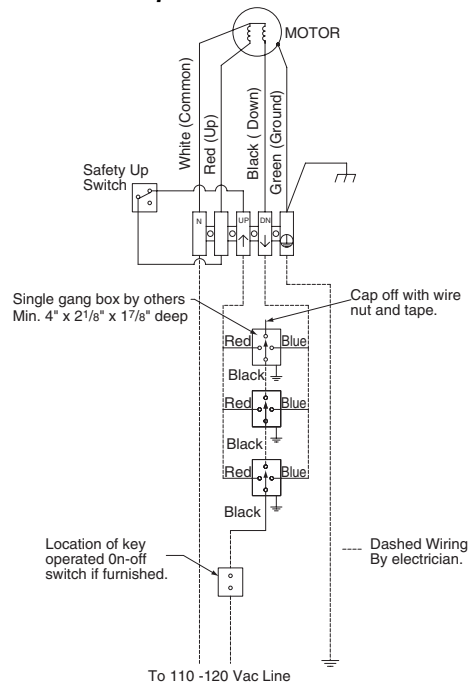 MOTOR
White (Common)
Red (Up)
Black ( Down)
Green (Ground)
Safety Up
Switch
N
UP
DN
Single gang box by others
Min. 4" x 21/8" x 17/8" deep
Cap off with wire
nut and tape.
Red
Blue
Black
Red
Blue
Black
Red
Blue
Black
Location of key
operated 0n-off
switch if furnished.
---- Dashed Wiring
By electrician.
To 110 -120 Vac Line